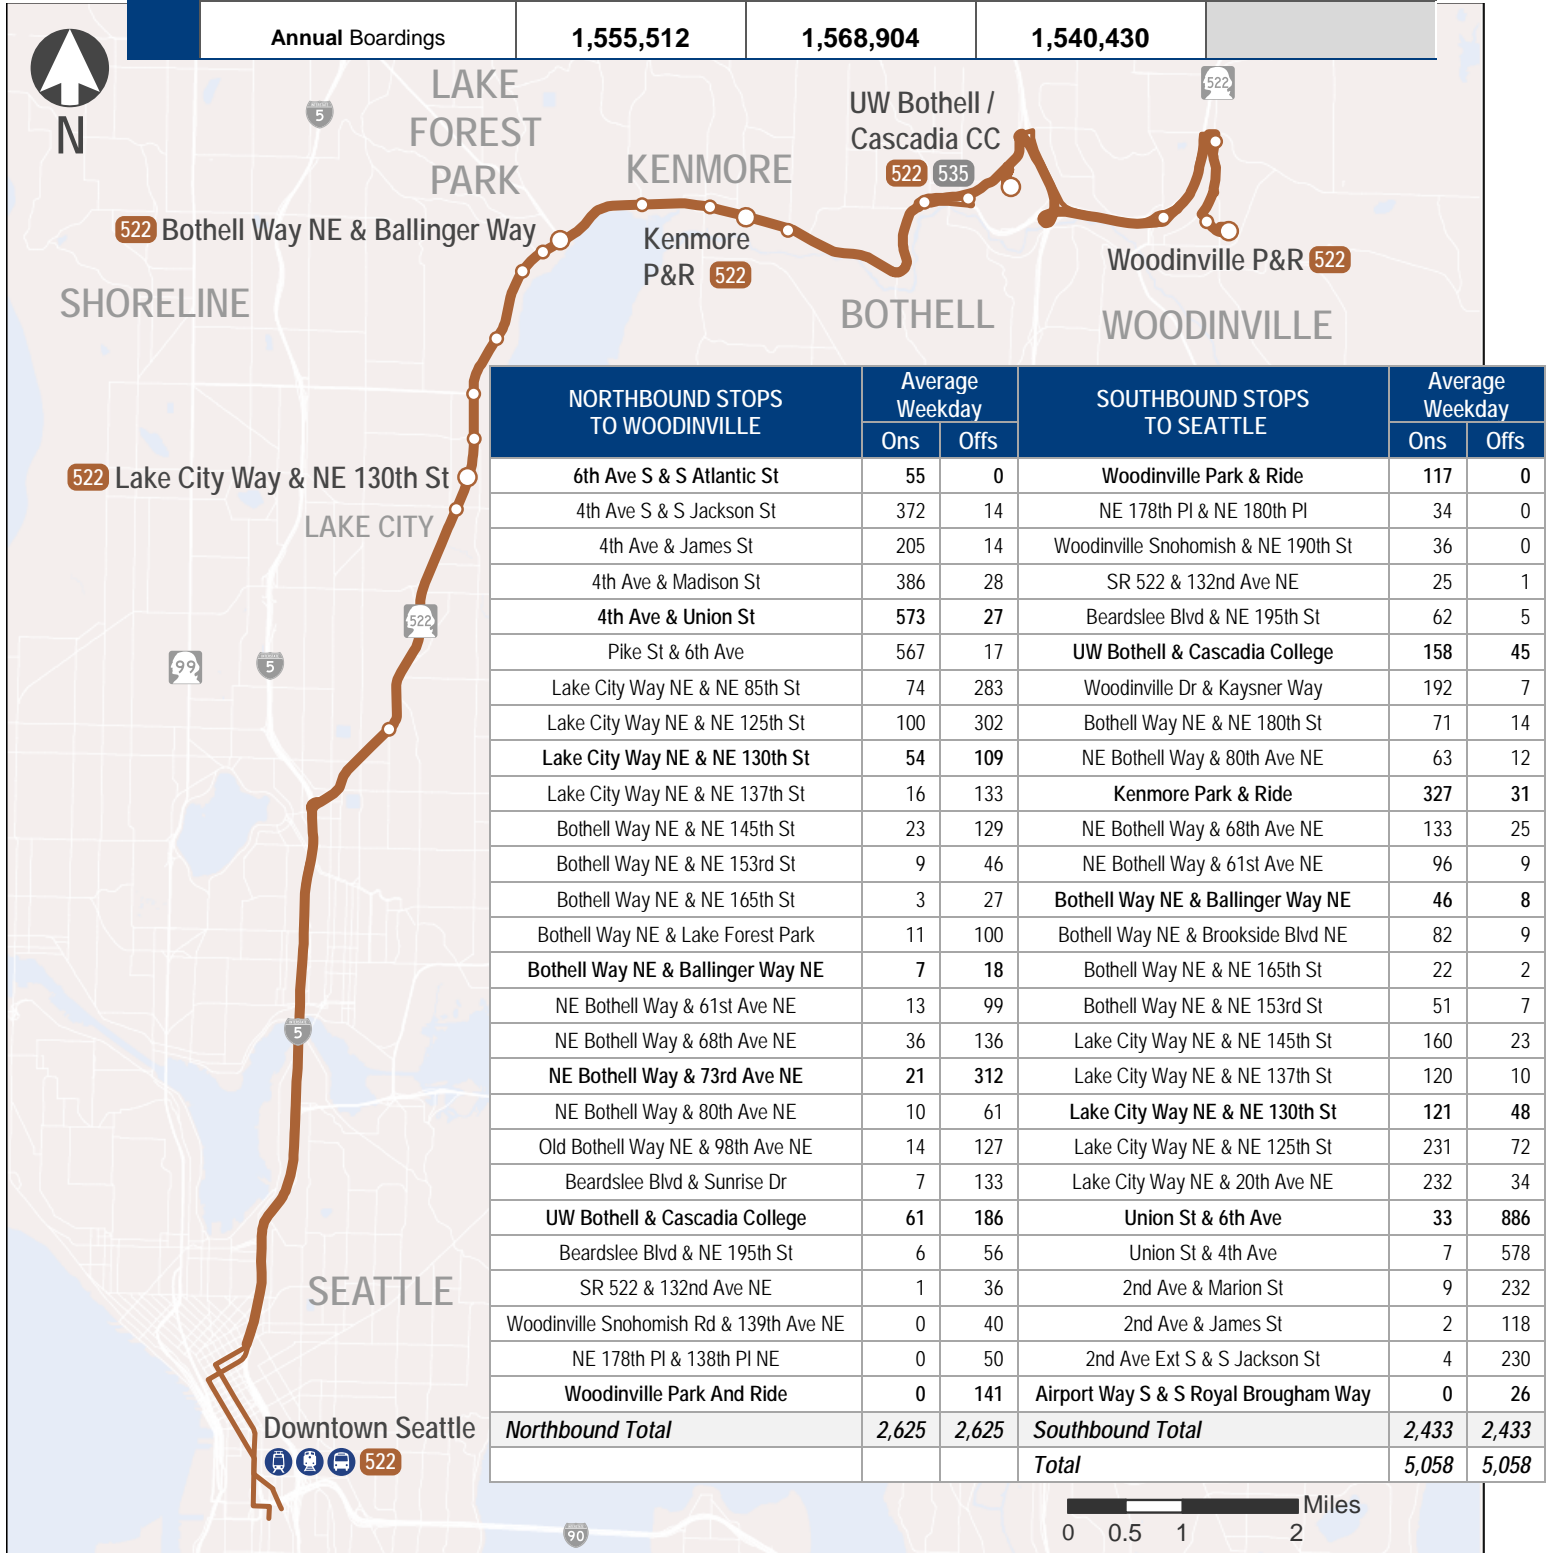 Annual Boardings 1,555,512 1,568,904 1,540,430
N
5
522
LAKE
FOREST
PARK
KENMORE
UW Bothell /
Cascadia CC
522 535
522 Bothell Way NE & Ballinger Way
Kenmore
P&R 522
Woodinville P&R 522
SHORELINE
BOTHELL
WOODINVILLE
522 Lake City Way & NE 130th St
LAKE CITY
522
99
5
5
SEATTLE
Downtown Seattle
522
90
NORTHBOUND STOPS TO WOODINVILLE Average Weekday SOUTHBOUND STOPS TO SEATTLE Average Weekday
Ons Offs Ons Offs
6th Ave S & S Atlantic St 55 0 Woodinville Park & Ride 117 0
4th Ave S & S Jackson St 372 14 NE 178th Pl & NE 180th Pl 34 0
4th Ave & James St 205 14 Woodinville Snohomish & NE 190th St 36 0
4th Ave & Madison St 386 28 SR 522 & 132nd Ave NE 25 1
4th Ave & Union St 573 27 Beardslee Blvd & NE 195th St 62 5
Pike St & 6th Ave 567 17 UW Bothell & Cascadia College 158 45
Lake City Way NE & NE 85th St 74 283 Woodinville Dr & Kaysner Way 192 7
Lake City Way NE & NE 125th St 100 302 Bothell Way NE & NE 180th St 71 14
Lake City Way NE & NE 130th St 54 109 NE Bothell Way & 80th Ave NE 63 12
Lake City Way NE & NE 137th St 16 133 Kenmore Park & Ride 327 31
Bothell Way NE & NE 145th St 23 129 NE Bothell Way & 68th Ave NE 133 25
Bothell Way NE & NE 153rd St 9 46 NE Bothell Way & 61st Ave NE 96 9
Bothell Way NE & NE 165th St 3 27 Bothell Way NE & Ballinger Way NE 46 8
Bothell Way NE & Lake Forest Park 11 100 Bothell Way NE & Brookside Blvd NE 82 9
Bothell Way NE & Ballinger Way NE 7 18 Bothell Way NE & NE 165th St 22 2
NE Bothell Way & 61st Ave NE 13 99 Bothell Way NE & NE 153rd St 51 7
NE Bothell Way & 68th Ave NE 36 136 Lake City Way NE & NE 145th St 160 23
NE Bothell Way & 73rd Ave NE 21 312 Lake City Way NE & NE 137th St 120 10
NE Bothell Way & 80th Ave NE 10 61 Lake City Way NE & NE 130th St 121 48
Old Bothell Way NE & 98th Ave NE 14 127 Lake City Way NE & NE 125th St 231 72
Beardslee Blvd & Sunrise Dr 7 133 Lake City Way NE & 20th Ave NE 232 34
UW Bothell & Cascadia College 61 186 Union St & 6th Ave 33 886
Beardslee Blvd & NE 195th St 6 56 Union St & 4th Ave 7 578
SR 522 & 132nd Ave NE 1 36 2nd Ave & Marion St 9 232
Woodinville Snohomish Rd & 139th Ave NE 0 40 2nd Ave & James St 2 118
NE 178th Pl & 138th Pl NE 0 50 2nd Ave Ext S & S Jackson St 4 230
Woodinville Park And Ride 0 141 Airport Way S & S Royal Brougham Way 0 26
Northbound Total 2,625 2,625 Southbound Total 2,433 2,433
Total 5,058 5,058
Miles
0 0.5 1 2